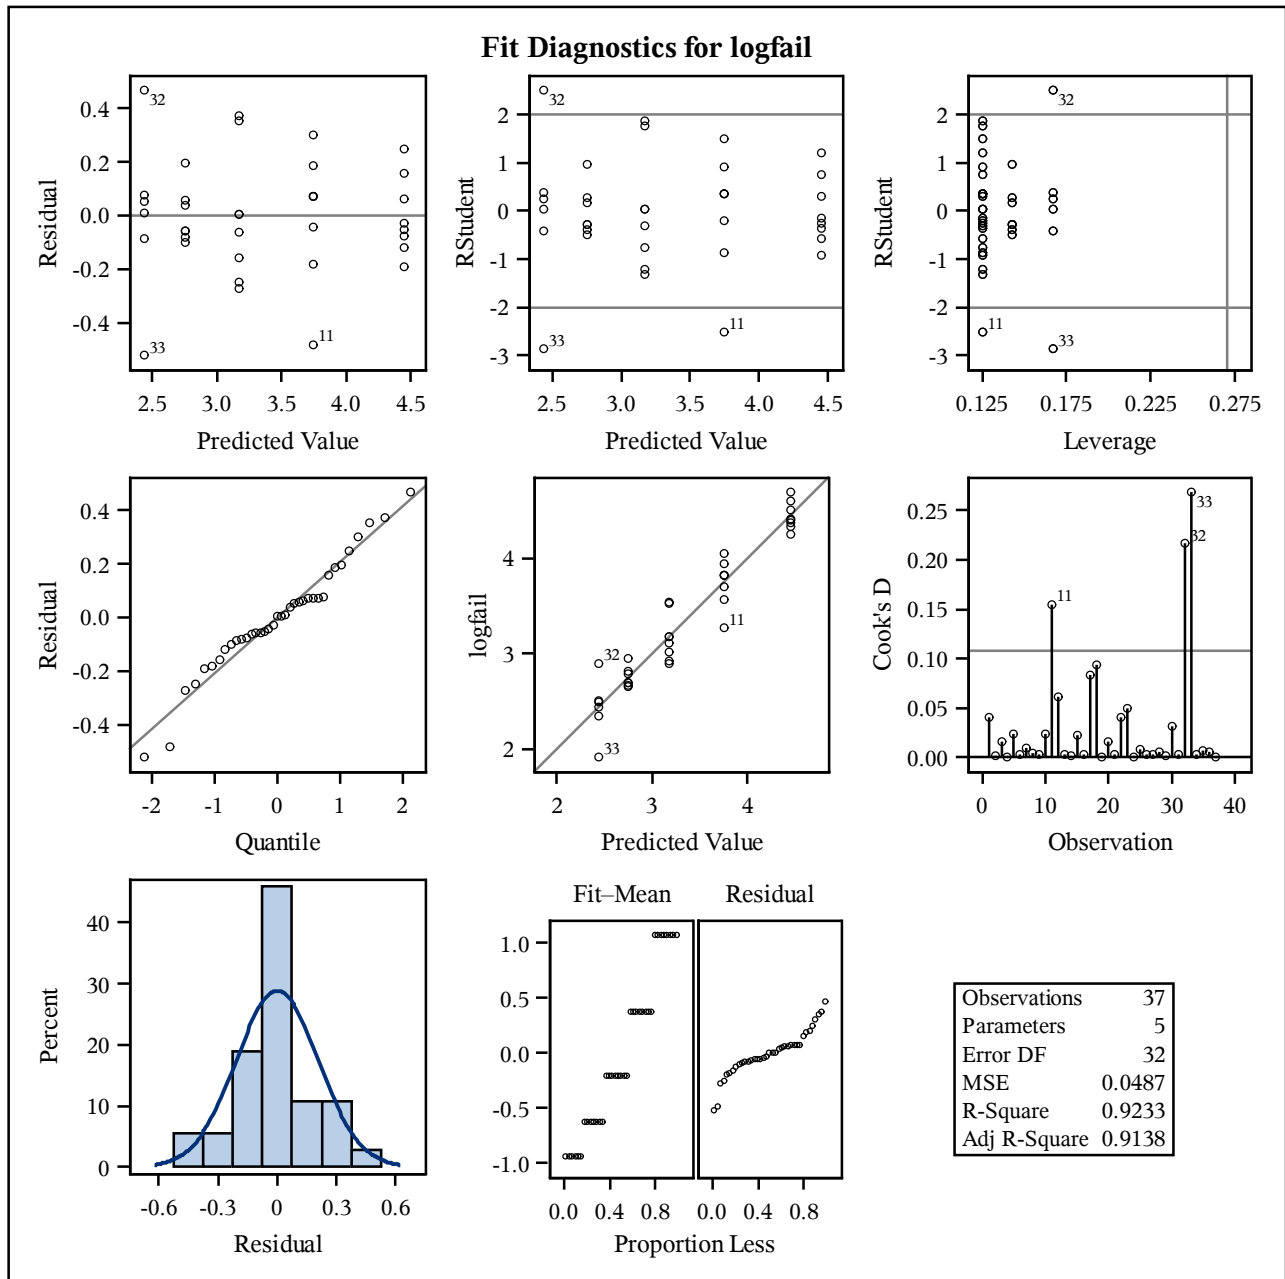 Fit Diagnostics for logfail
Residual
0.4
0.2
0.0
-0.2
-0.4
32
33
11
2.5 3.0 3.5 4.0 4.5
Predicted Value
RStudent
2
1
0
-1
-2
-3
32
33
11
2.5 3.0 3.5 4.0 4.5
Predicted Value
RStudent
2
1
0
-1
-2
-3
32
11
33
0.125 0.175 0.225 0.275
Leverage
Residual
0.4
0.2
0.0
-0.2
-0.4
-2 -1 0 1 2
Quantile
logfail
4
3
2
32
11
33
2 3 4
Predicted Value
Cook's D
0.25
0.20
0.15
0.10
0.05
0.00
33
32
11
0 10 20 30 40
Observation
Percent
40
30
20
10
0
-0.6 -0.3 0 0.3 0.6
Residual
Fit–Mean Residual
1.0
0.5
0.0
-0.5
-1.0
0.0 0.4 0.8 0.0 0.4 0.8
Proportion Less
Observations 37
Parameters 5
Error DF 32
MSE 0.0487
R-Square 0.9233
Adj R-Square 0.9138